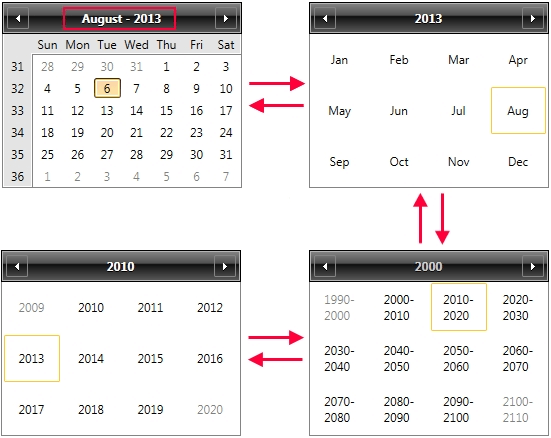 August - 2013
Sun Mon Tue Wed Thu Fri Sat
31 28 29 30 31 1 2 3
32 4 5 6 7 8 9 10
33 11 12 13 14 15 16 17
34 18 19 20 21 22 23 24
35 25 26 27 28 29 30 31
36 1 2 3 4 5 6 7
2013
Jan Feb Mar Apr
May Jun Jul Aug
Sep Oct Nov Dec
2010
2009 2010 2011 2012
2013 2014 2015 2016
2017 2018 2019 2020
2000
1990- 2000- 2010- 2020-
2000 2010 2020 2030
2030- 2040- 2050- 2060-
2040 2050 2060 2070
2070- 2080- 2090- 2100-
2080 2090 2100 2110